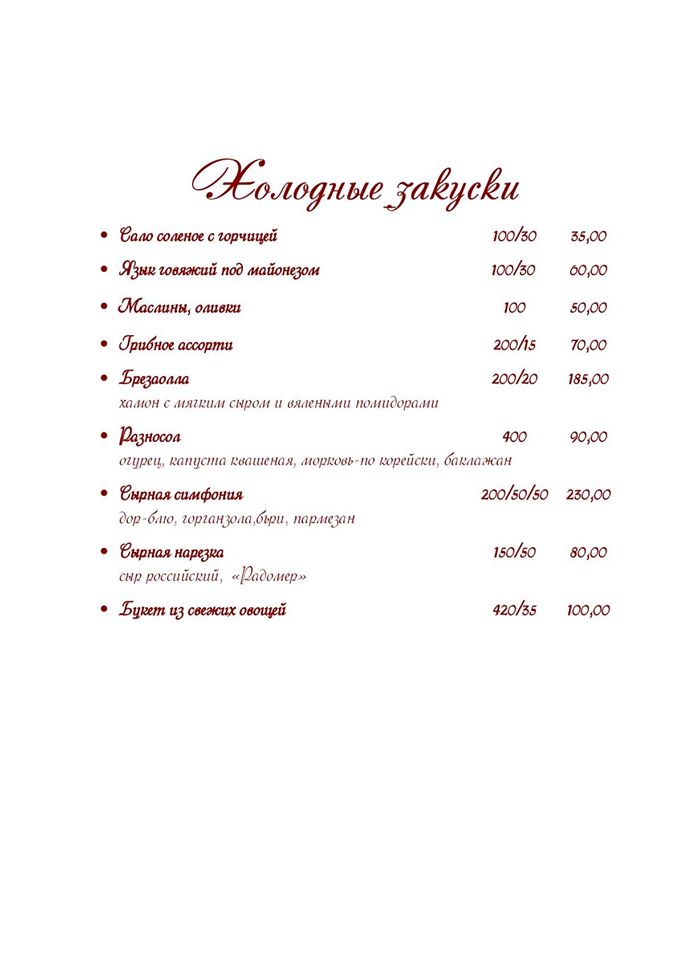 Холодные закуски
• Сало соленое с горчицей 100/30 35,00
• Язык говяжий под майонезом 100/30 60,00
• Маслины, оливки 100 50,00
• Грибное ассорти 200/15 70,00
• Брезаолла 200/20 185,00
хамон с мягким сыром и вялеными помидорами
• Разносол 400 90,00
огурец, капуста квашеная, морковь-по корейски, баклажан
• Сырная симфония 200/50/50 230,00
дор-блю, горганзола,бри, пармезан
• Сырная нарезка 150/50 80,00
сыр российский, «Радомер»
• Букет из свежих овощей 420/35 100,00